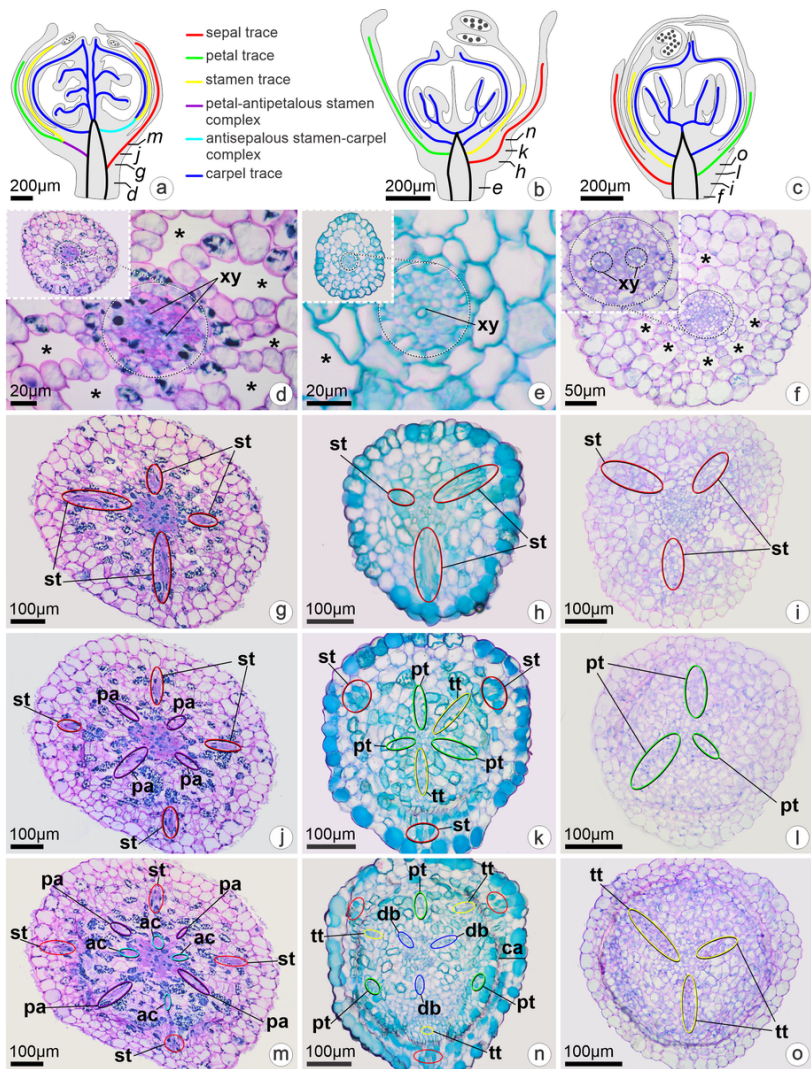 sepal trace
petal trace
stamen trace
petal-antipetalous stamen
complex
antisepalous stamen-carpel
complex
carpel trace
m
j
g
d
200µm
a
n
k
h
e
200µm
b
o
l
i
f
200µm
c
*
xy
*
*
*
*
20µm
d
xy
*
20µm
e
xy
*
*
*
*
*
*
*
50µm
f
st
st
st
100µm
g
st
st
100µm
h
st
st
100µm
i
st
pa
pa
st
pa
pa
st
100µm
j
st
st
pt
tt
pt
pt
tt
st
100µm
k
pt
pt
100µm
l
st
pa
pa
ac
ac
st
ac
st
pa
pa
ac
st
100µm
m
pt
tt
db
db
tt
ca
pt
pt
db
tt
100µm
n
tt
tt
100µm
o